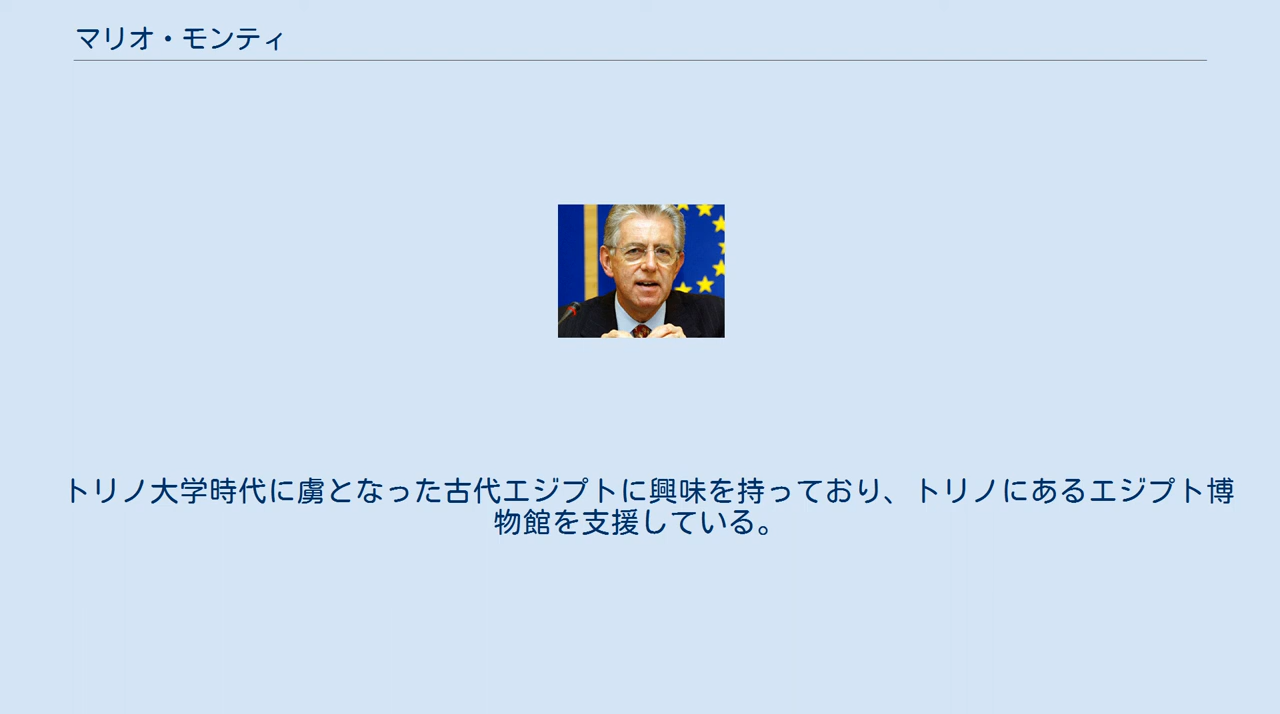 マリオ・モンティ
トリノ大学時代に虜となった古代エジプトに興味を持っており、トリノにあるエジプト博
物館を支援している。